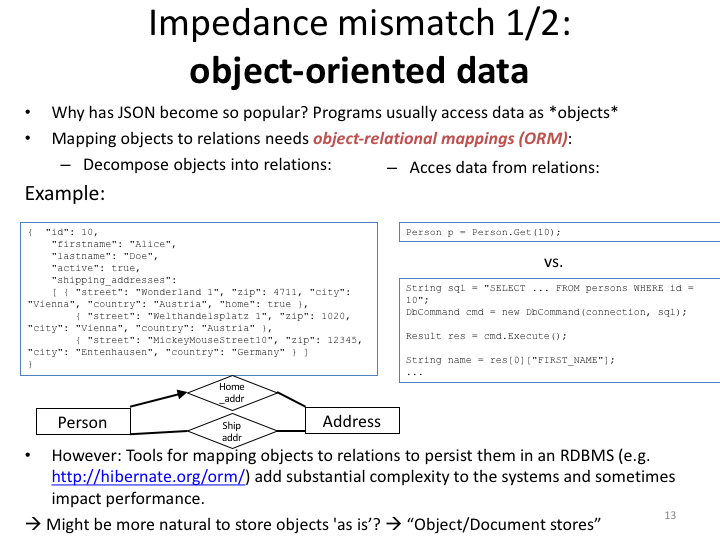 Impedance mismatch 1/2:
object-oriented data
• Why has JSON become so popular? Programs usually access data as *objects*
• Mapping objects to relations needs object-relational mappings (ORM):
– Decompose objects into relations:
– Acces data from relations:
Example:
{  "id": 10,
"firstname": "Alice",
"lastname": "Doe",
"active": true,
"shipping_addresses":
[ { "street": "Wonderland 1", "zip": 4711, "city":
"Vienna", "country": "Austria", "home": true },
{ "street": "Welthandelsplatz 1", "zip": 1020,
"city": "Vienna", "country": "Austria" },
{ "street": "MickeyMouseStreet10", "zip": 12345,
"city": "Entenhausen", "country": "Germany" } ]
}
Person p = Person.Get(10);
vs.
String sql = "SELECT ... FROM persons WHERE id =
10";
DbCommand cmd = new DbCommand(connection, sql);
Result res = cmd.Execute();
String name = res[0]["FIRST_NAME"];
...
Home
_addr
Person
Address
Ship
addr
• However: Tools for mapping objects to relations to persist them in an RDBMS (e.g.
http://hibernate.org/orm/) add substantial complexity to the systems and sometimes
impact performance.
→ Might be more natural to store objects 'as is’? → “Object/Document stores”
13